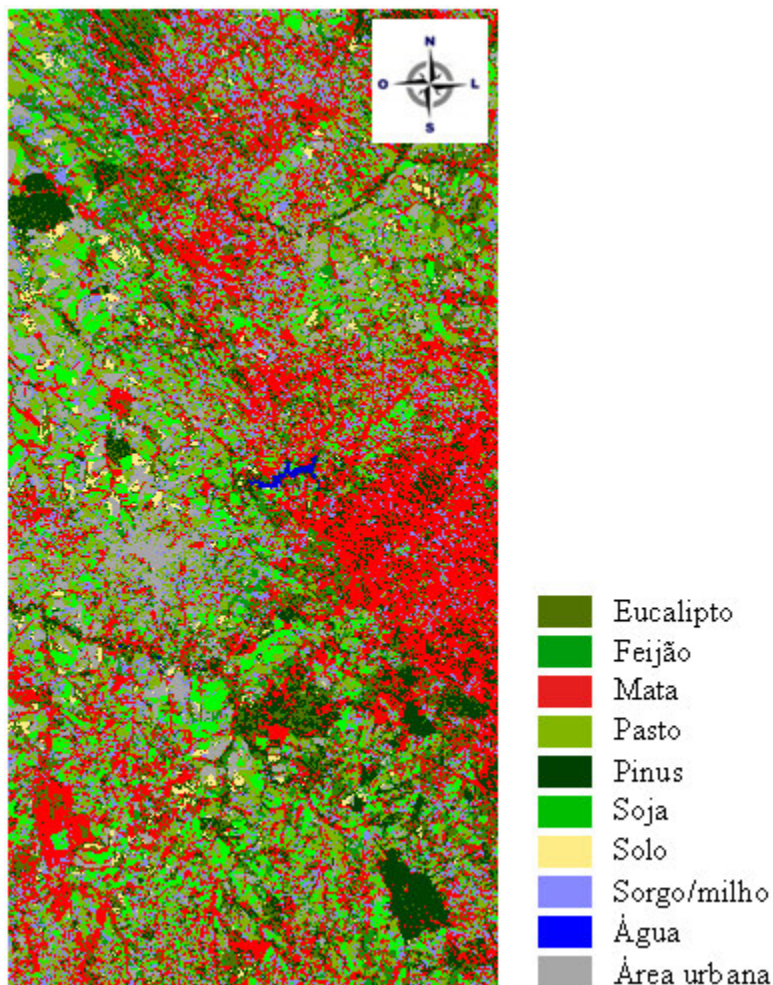 N
O L
S
Eucalipto
Feijão
Mata
Pasto
Pinus
Soja
Solo
Sorgo/milho
Água
Área urbana